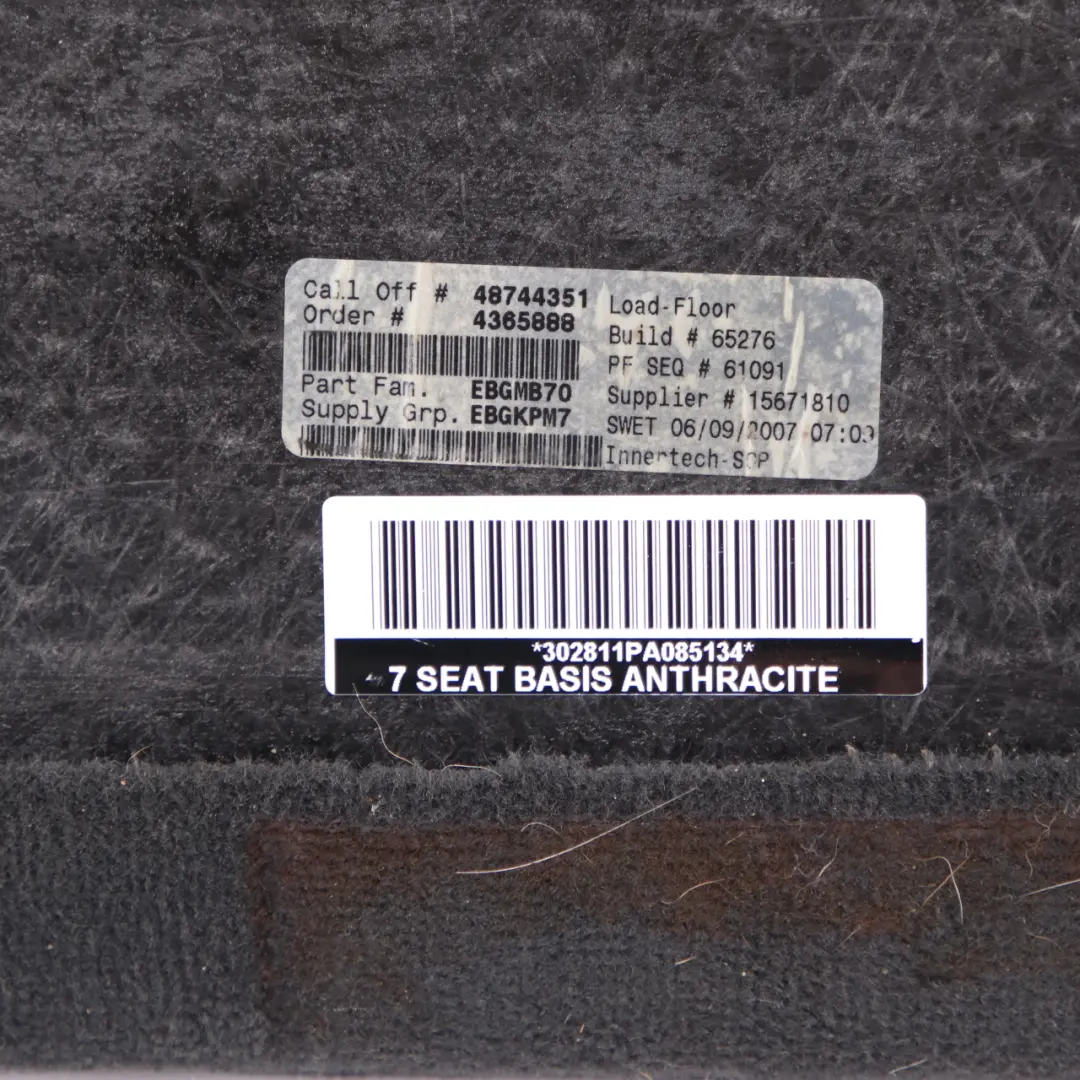 Call Off # 48744351
Order # 4365888
Part Fam. EBGMB70
Supply Grp. EBGKPM7
Load-Floor
Build # 65276
PF SEQ # 61091
Supplier # 15671810
SWET 06/09/2007 07:03
Innertech-SCP
*302811PA085134*
7 SEAT BASIS ANTHRACITE